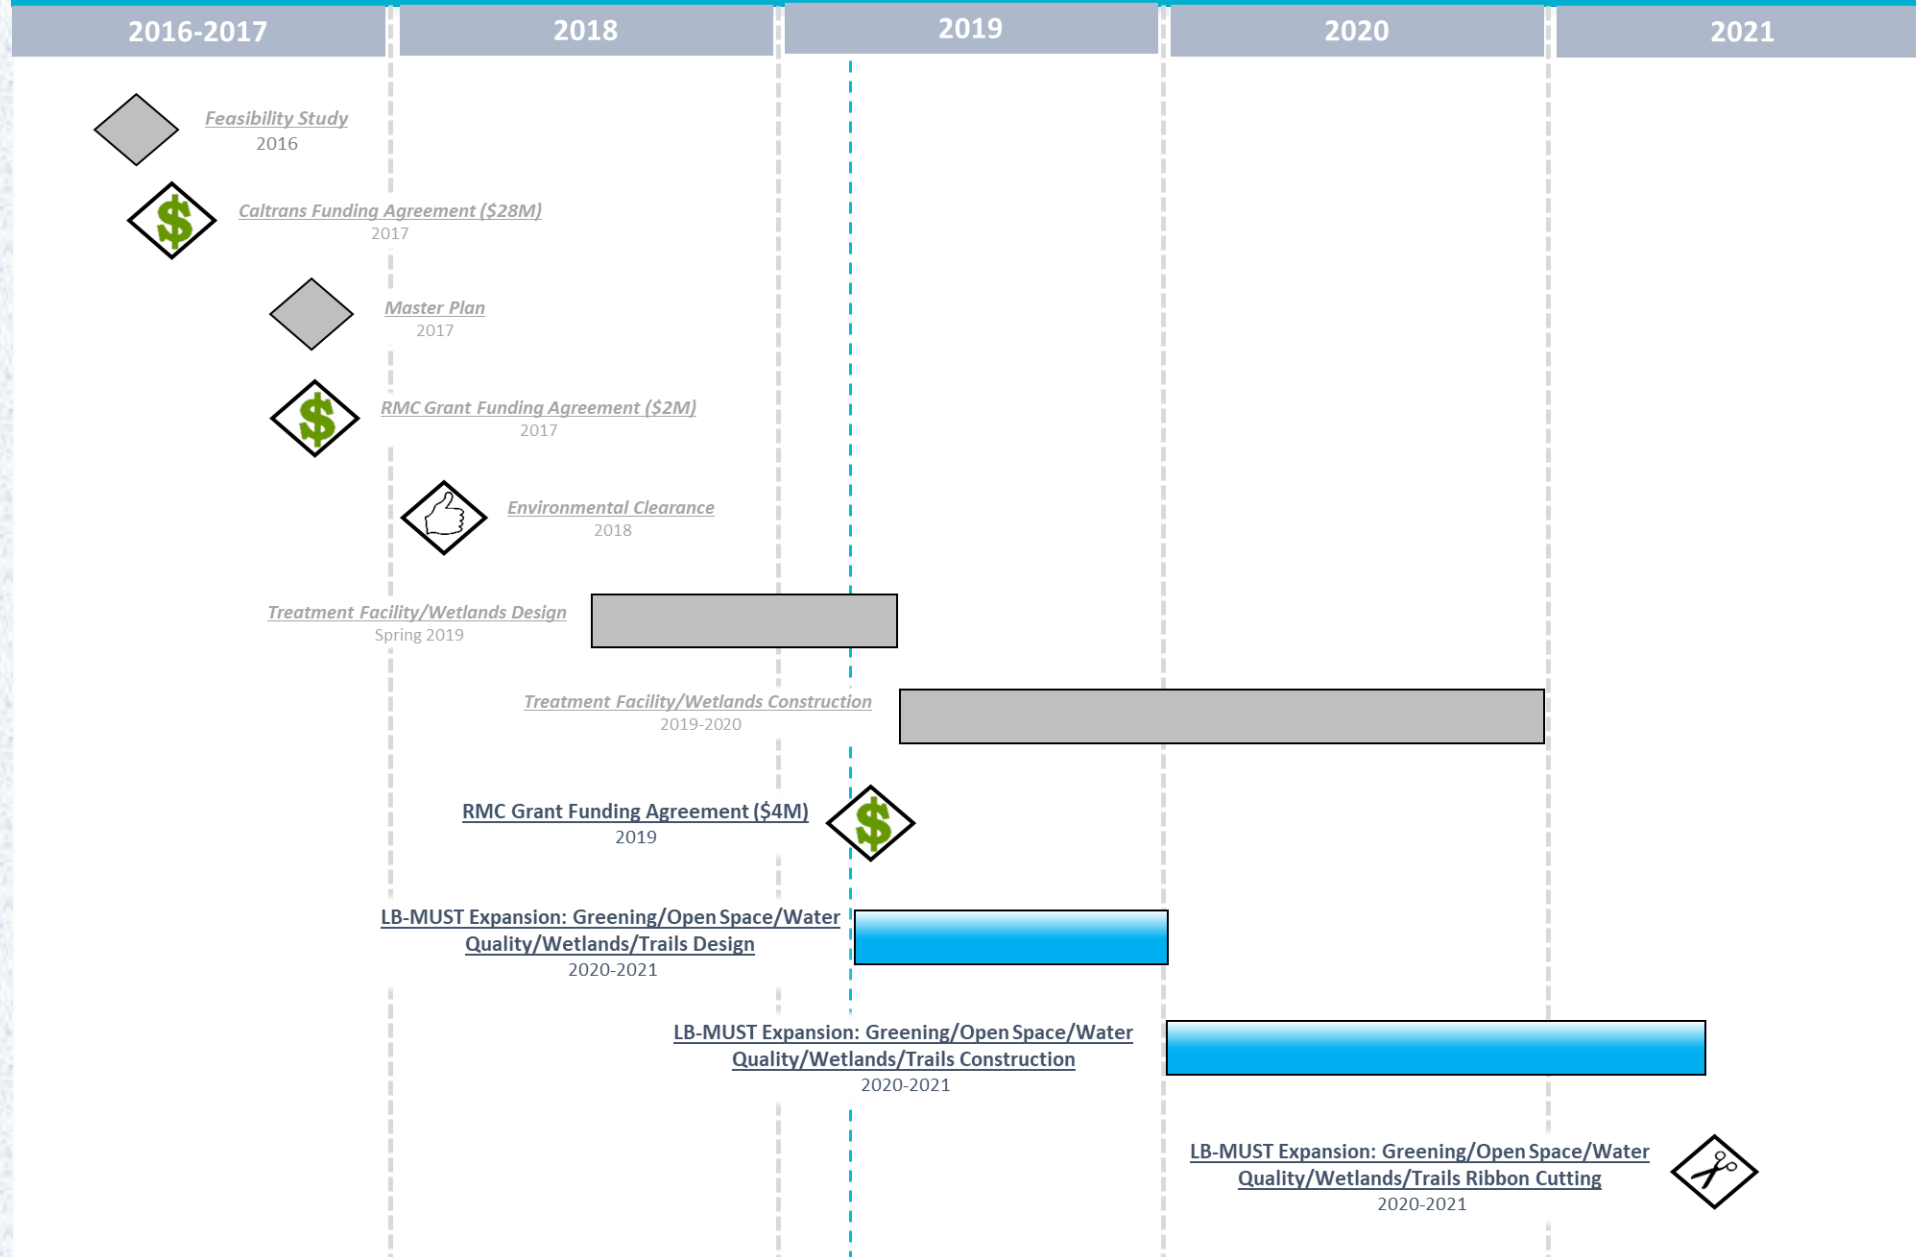 2016-2017
2018
2019
2020
2021
Feasibility Study
2016
Caltrans Funding Agreement ($28M)
2017
Master Plan
2017
RMC Grant Funding Agreement ($2M)
2017
Environmental Clearance
2018
Treatment Facility/Wetlands Design
Spring 2019
Treatment Facility/Wetlands Construction
2019-2020
RMC Grant Funding Agreement ($4M)
2019
LB-MUST Expansion: Greening/Open Space/Water
Quality/Wetlands/Trails Design
2020-2021
LB-MUST Expansion: Greening/Open Space/Water
Quality/Wetlands/Trails Construction
2020-2021
LB-MUST Expansion: Greening/Open Space/Water
Quality/Wetlands/Trails Ribbon Cutting
2020-2021